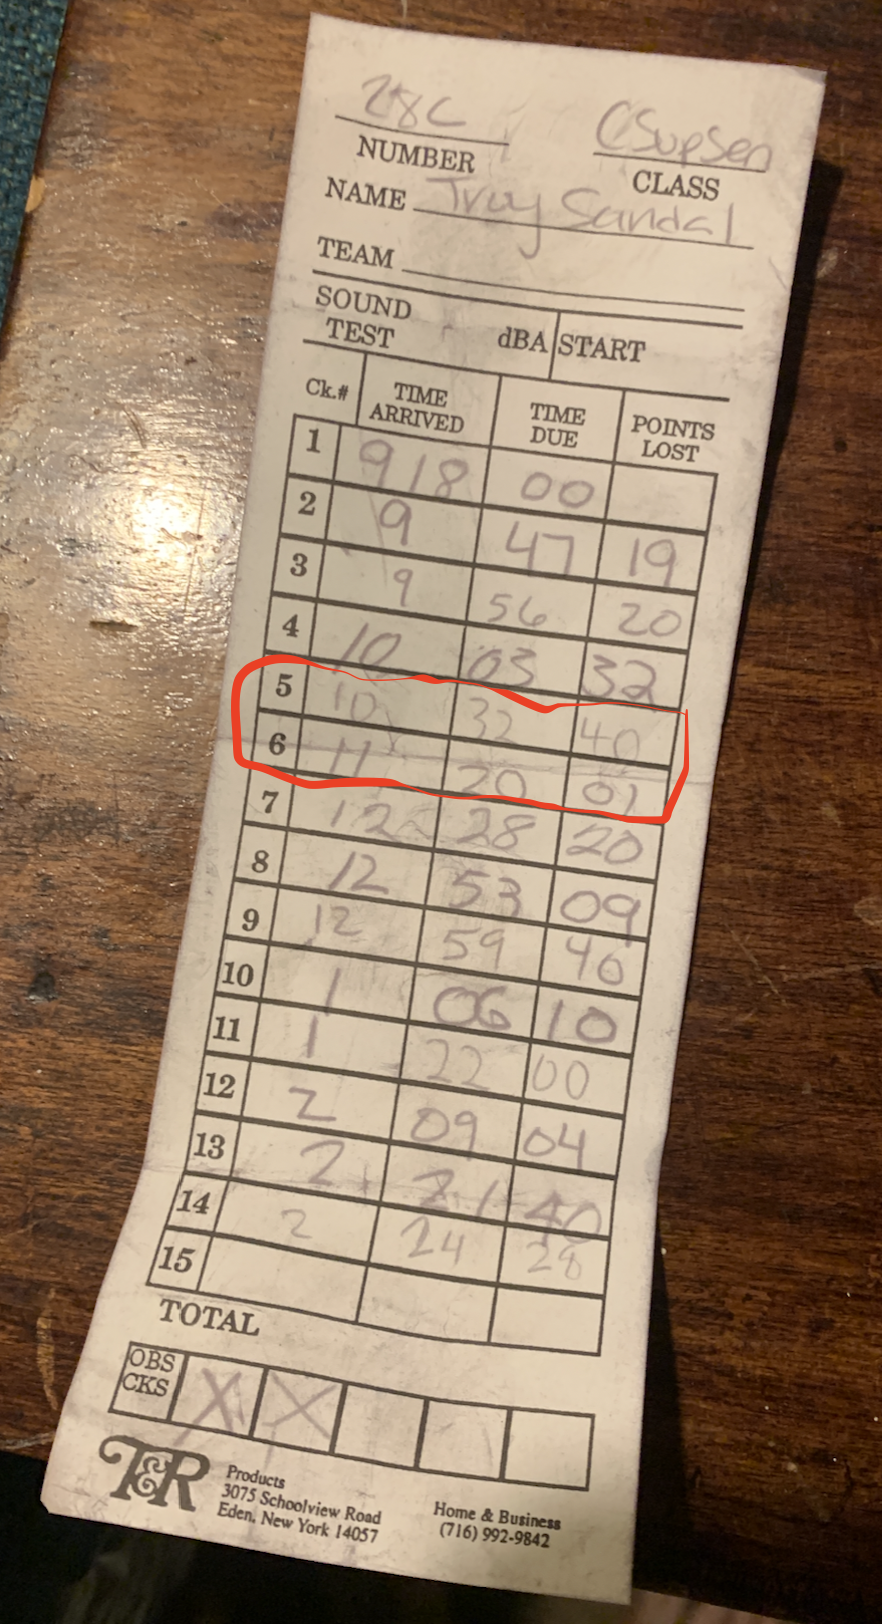 28C CSupSen
NUMBER CLASS
NAME Troy Sandal
TEAM
SOUND TEST dBA START
Ck.# TIME ARRIVED TIME DUE POINTS LOST
1 918 00
2 9 47 19
3 9 56 20
4 10 03 32
5 10 32 40
6 11 20 01
7 12 28 20
8 12 53 09
9 12 59 40
10 1 06 10
11 1 22 00
12 2 09 04
13 2 21 40
14 2 24 28
15
TOTAL
OBS CKS X X
T&R Products
3075 Schoolview Road
Eden, New York 14057
Home & Business
(716) 992-9842